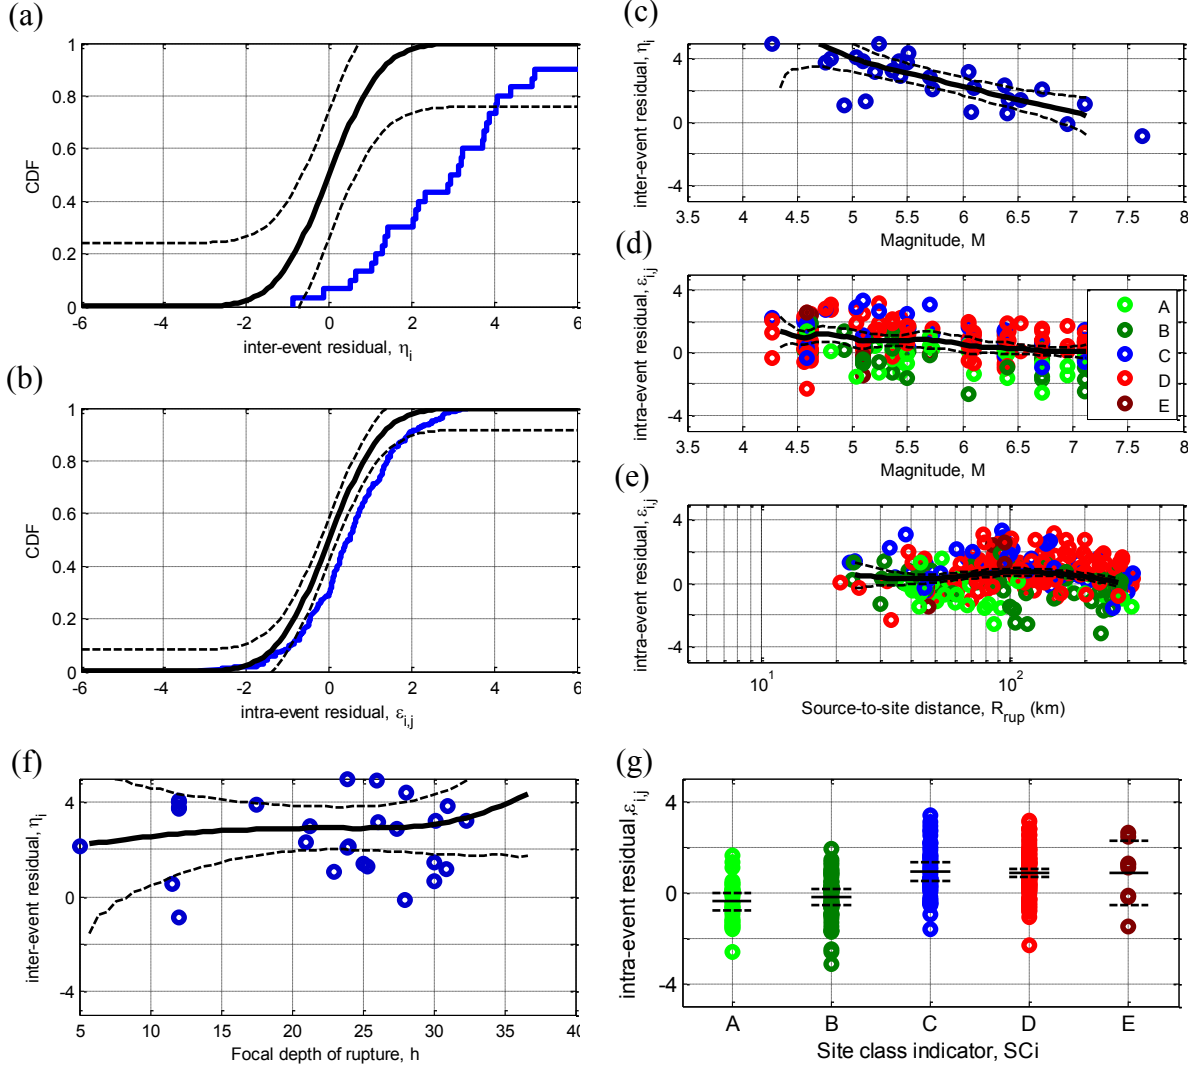 (a)
1
0.8
0.6
0.4
0.2
0
CDF
-6 -4 -2 0 2 4 6
inter-event residual, ηi
(b)
1
0.8
0.6
0.4
0.2
0
CDF
-6 -4 -2 0 2 4 6
intra-event residual, εi,j
(c)
4
0
-4
inter-event residual, ηi
3.5 4 4.5 5 5.5 6 6.5 7 7.5 8
Magnitude, M
(d)
4
2
0
-2
-4
intra-event residual, εi,j
A
B
C
D
E
3.5 4 4.5 5 5.5 6 6.5 7 7.5 8
Magnitude, M
(e)
4
0
-4
intra-event residual, εi,j
10^1 10^2
Source-to-site distance, Rrup (km)
(f)
4
0
-4
inter-event residual, ηi
5 10 15 20 25 30 35 40
Focal depth of rupture, h
(g)
4
0
-4
intra-event residual, εi,j
A B C D E
Site class indicator, SCi